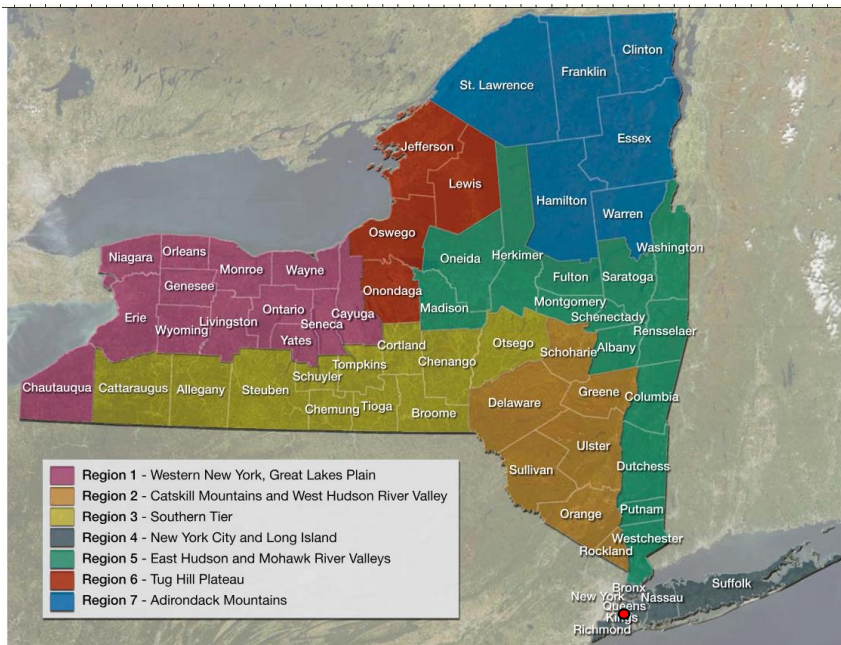 Clinton
Franklin
St. Lawrence
Essex
Jefferson
Lewis
Hamilton
Warren
Oswego
Washington
Niagara
Orleans
Oneida
Herkimer
Monroe
Wayne
Fulton
Saratoga
Genesee
Onondaga
Madison
Montgomery
Erie
Ontario
Cayuga
Schenectady
Wyoming
Livingston
Seneca
Rensselaer
Yates
Cortland
Otsego
Schoharie
Albany
Tompkins
Chenango
Schuyler
Chautauqua
Cattaraugus
Allegany
Steuben
Greene
Columbia
Chemung
Tioga
Broome
Delaware
Ulster
Sullivan
Dutchess
Orange
Putnam
Westchester
Rockland
Bronx
Suffolk
New York
Nassau
Queens
Kings
Richmond
Region 1 - Western New York, Great Lakes Plain
Region 2 - Catskill Mountains and West Hudson River Valley
Region 3 - Southern Tier
Region 4 - New York City and Long Island
Region 5 - East Hudson and Mohawk River Valleys
Region 6 - Tug Hill Plateau
Region 7 - Adirondack Mountains